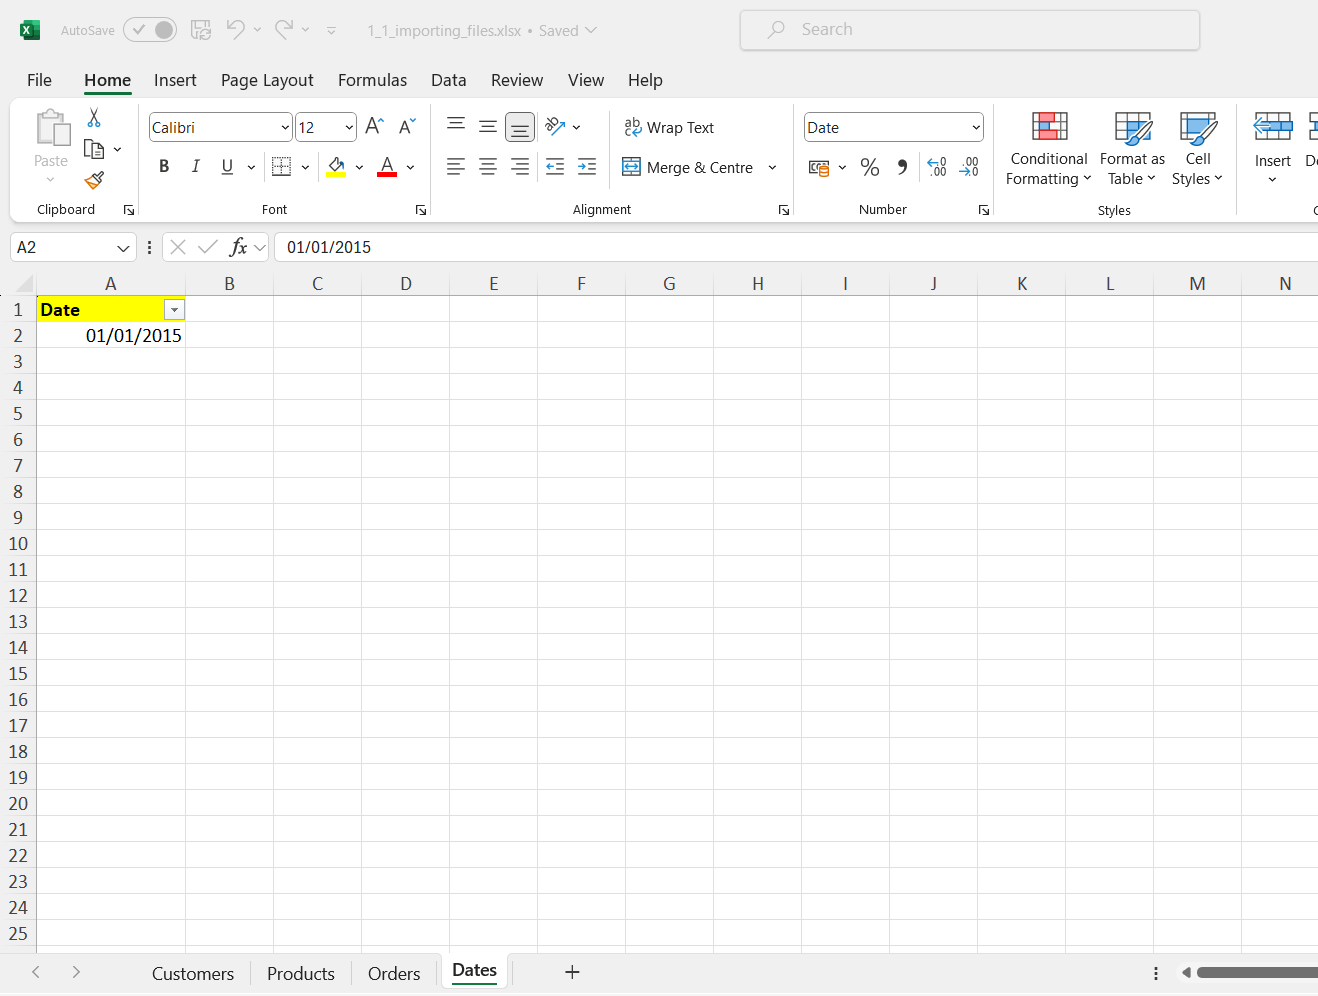 AutoSave
1_1_importing_files.xlsx • Saved
Search
File Home Insert Page Layout Formulas Data Review View Help
Paste
Clipboard
Calibri 12
B I U A
Font
Wrap Text
Merge & Centre
Alignment
Date
% 
Number
Conditional Formatting
Format as Table
Cell Styles
Styles
Insert
A2
fx
01/01/2015
A B C D E F G H I J K L M N
1 Date
2 01/01/2015
3
4
5
6
7
8
9
10
11
12
13
14
15
16
17
18
19
20
21
22
23
24
25
Customers Products Orders Dates +